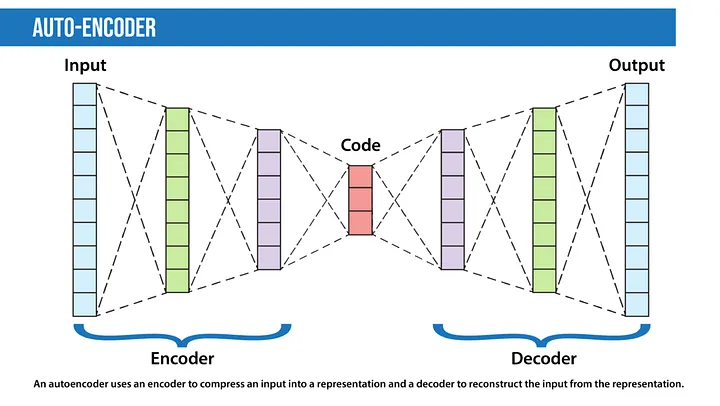 AUTO-ENCODER
Input
Output
Code
Encoder
Decoder
An autoencoder uses an encoder to compress an input into a representation and a decoder to reconstruct the input from the representation.